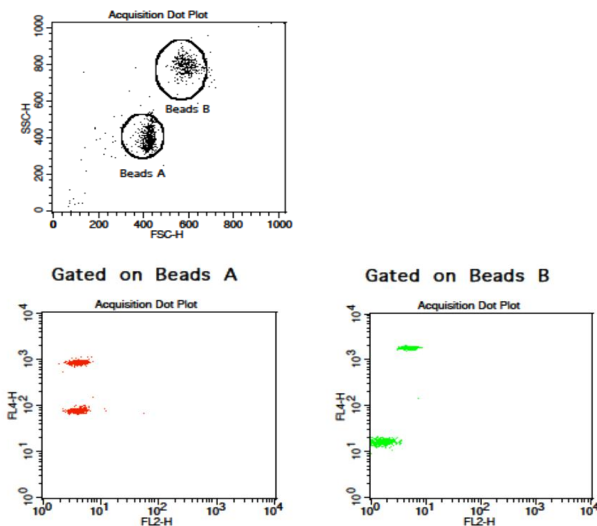 Acquisition Dot Plot
SSC-H
1000
800
600
400
200
0
Beads B
Beads A
0 200 400 600 800 1000
FSC-H
Gated on Beads A
Acquisition Dot Plot
FL4-H
10^4
10^3
10^2
10^1
10^0
10^0 10^1 10^2 10^3 10^4
FL2-H
Gated on Beads B
Acquisition Dot Plot
FL4-H
10^4
10^3
10^2
10^1
10^0
10^0 10^1 10^2 10^3 10^4
FL2-H